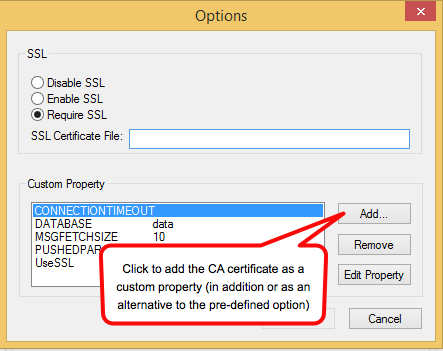 Options
SSL
Disable SSL
Enable SSL
Require SSL
SSL Certificate File:
Custom Property
CONNECTIONTIMEOUT
DATABASE data
MSGFETCHSIZE 10
UseSSL
Add...
Remove
Edit Property
Click to add the CA certificate as a
custom property (in addition or as an
alternative to the pre-defined option)
Cancel